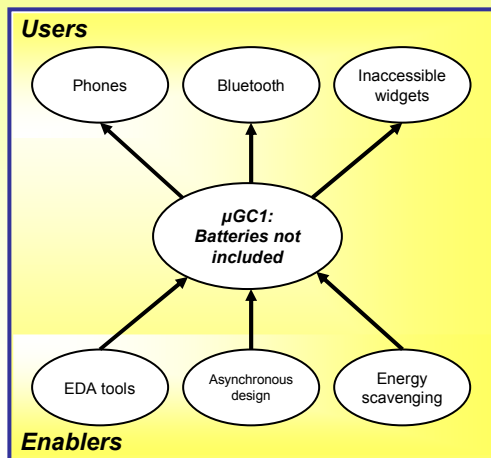 Users
Phones
Bluetooth
Inaccessible
widgets
µGC1:
Batteries not
included
EDA tools
Asynchronous
design
Energy
scavenging
Enablers